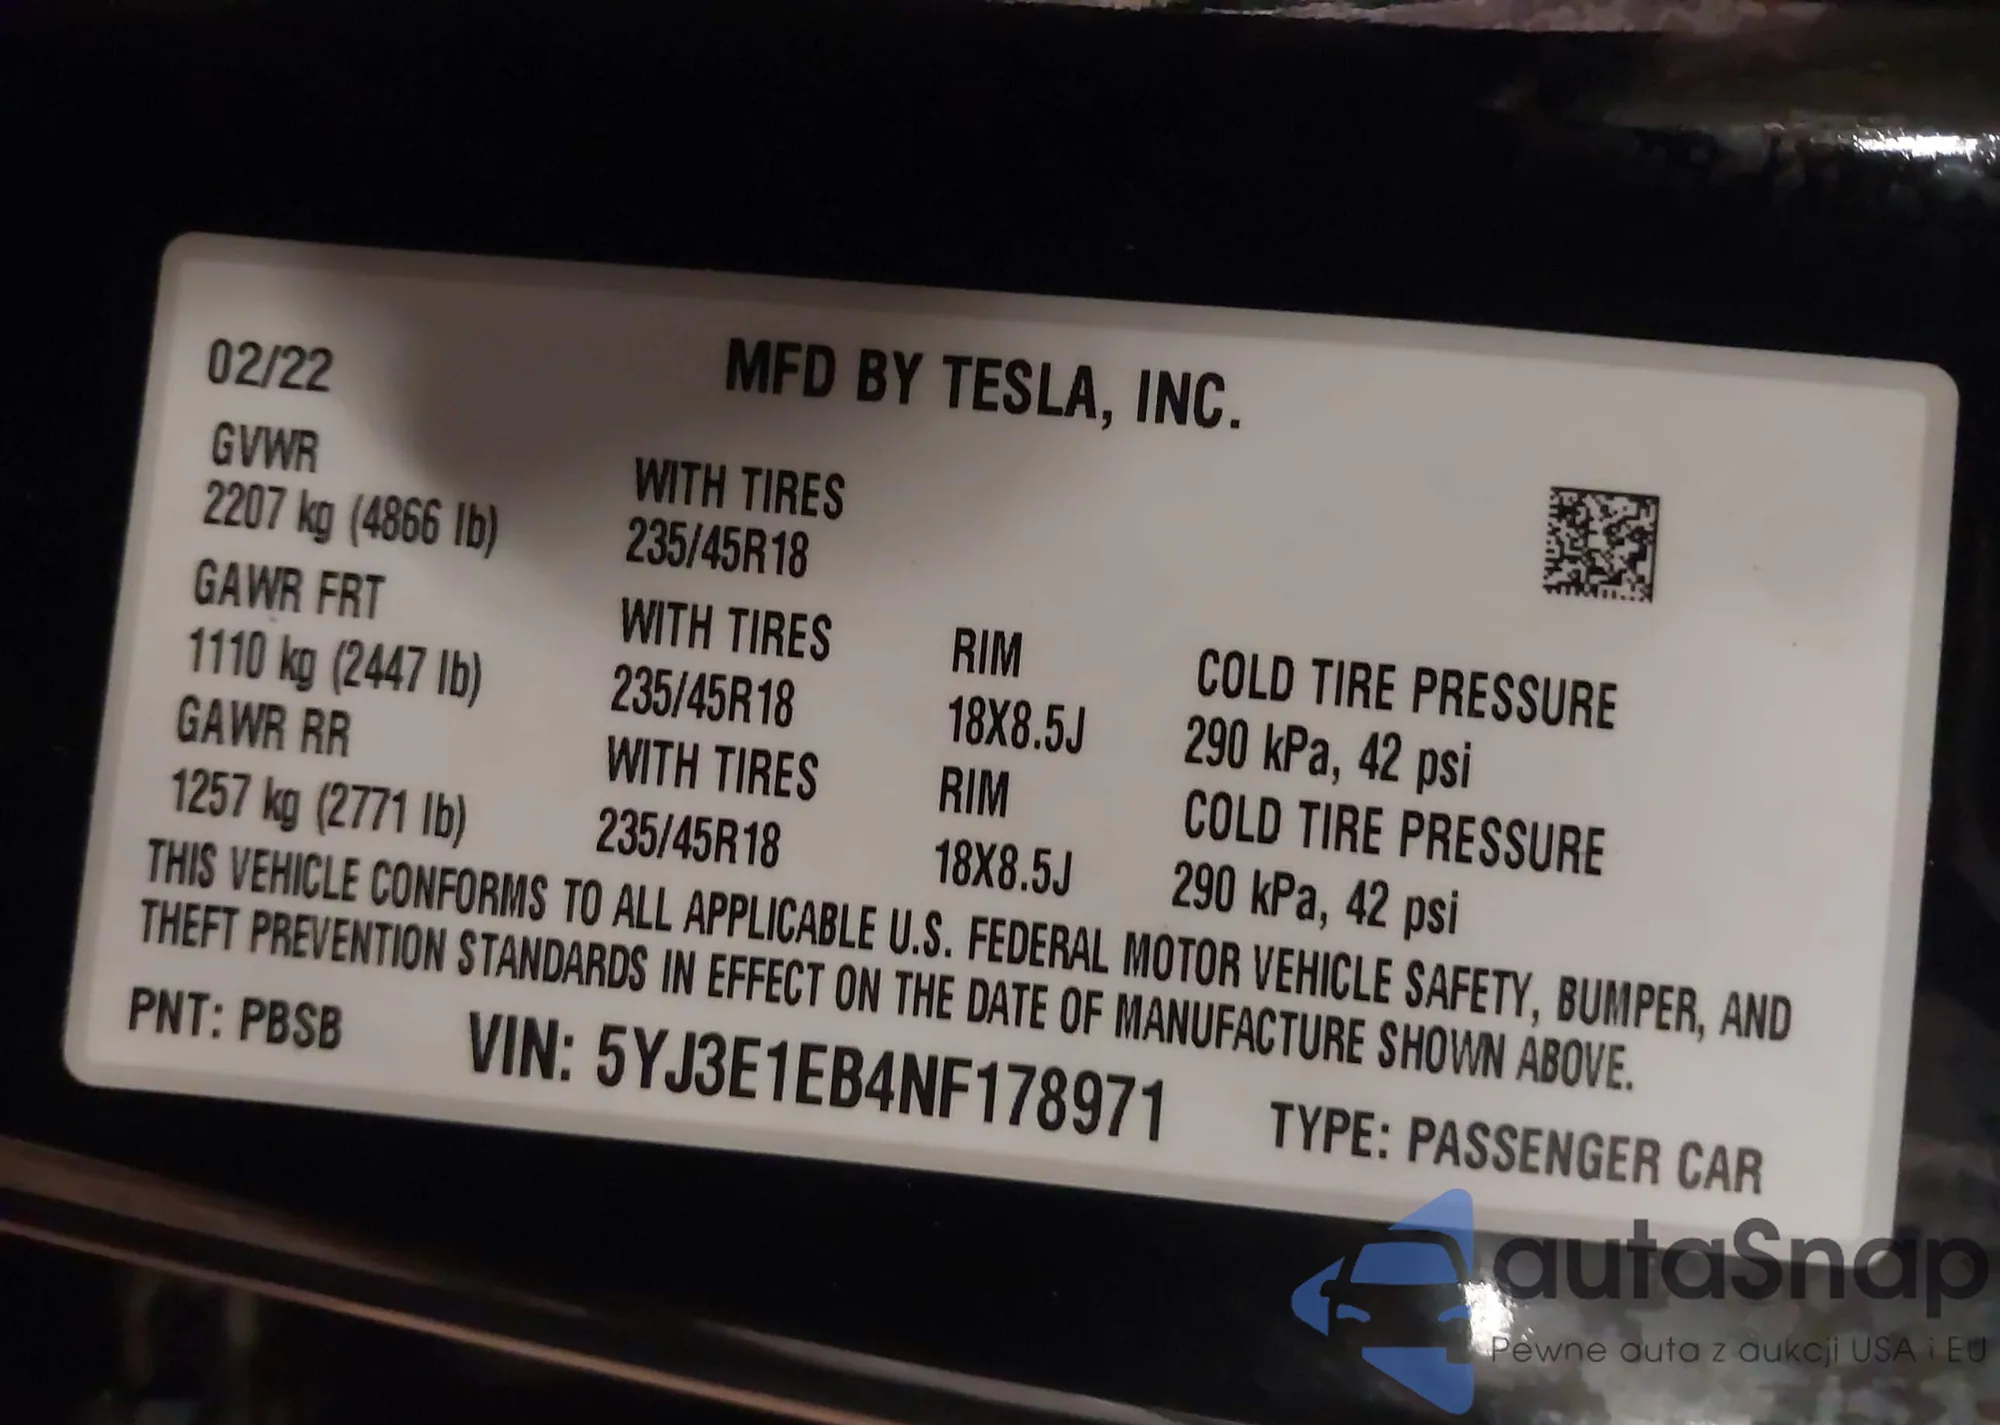 02/22
MFD BY TESLA, INC.
GVWR
2207 kg (4866 lb)
WITH TIRES
235/45R18
GAWR FRT
1110 kg (2447 lb)
WITH TIRES
235/45R18
RIM
18X8.5J
COLD TIRE PRESSURE
290 kPa, 42 psi
GAWR RR
1257 kg (2771 lb)
WITH TIRES
235/45R18
RIM
18X8.5J
COLD TIRE PRESSURE
290 kPa, 42 psi
THIS VEHICLE CONFORMS TO ALL APPLICABLE U.S. FEDERAL MOTOR VEHICLE SAFETY, BUMPER, AND
THEFT PREVENTION STANDARDS IN EFFECT ON THE DATE OF MANUFACTURE SHOWN ABOVE.
PNT: PBSB
VIN: 5YJ3E1EB4NF178971
TYPE: PASSENGER CAR
autaSnap
Pewne auta z aukcji USA i EU